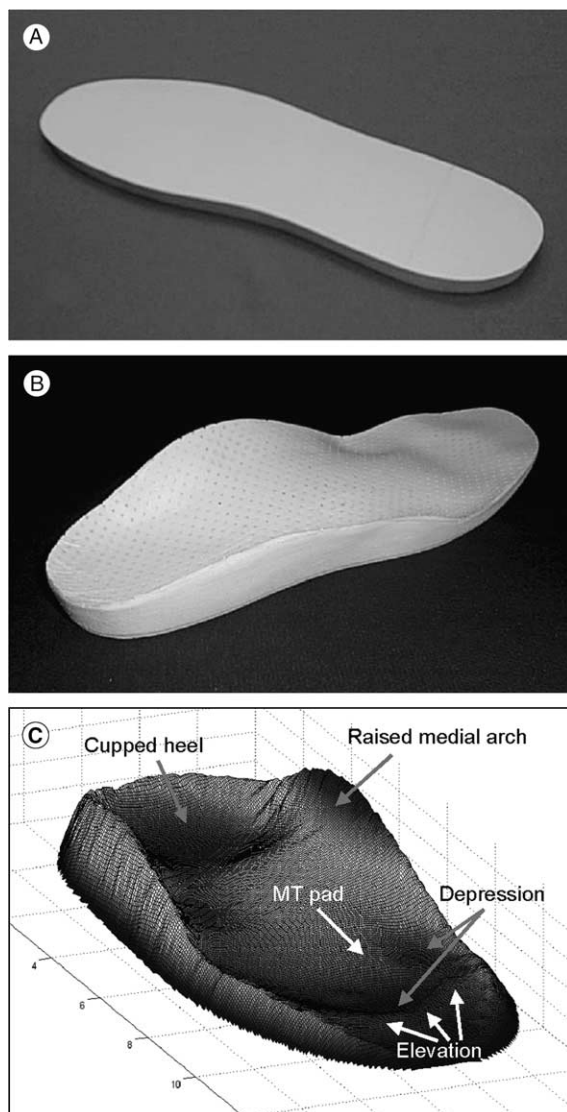 A
B
C
Cupped heel
Raised medial arch
MT pad
Depression
Elevation
4
6
8
10